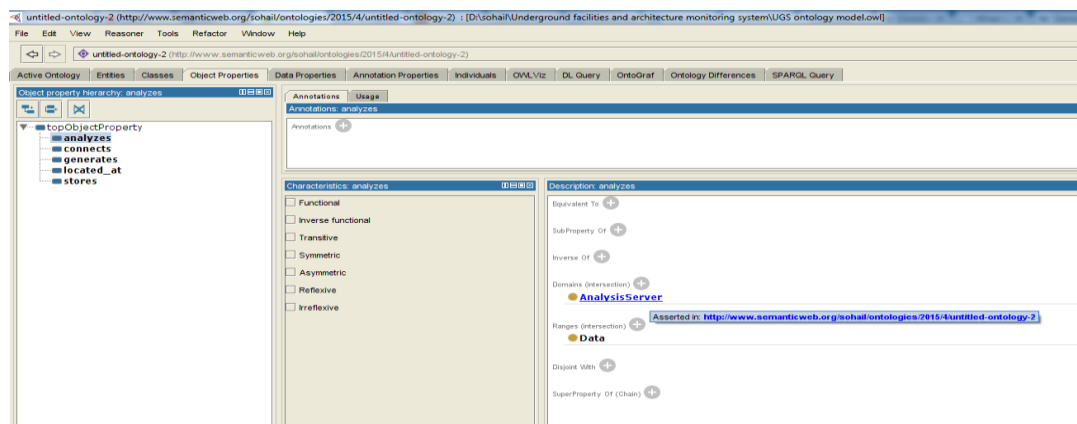 untitled-ontology-2 (http://www.semanticweb.org/sohail/ontologies/2015/4/untitled-ontology-2) : [D:\sohail\Underground facilities and architecture monitoring system\UGS ontology model.owl]
File Edit View Reasoner Tools Refactor Window Help
untitled-ontology-2 (http://www.semanticweb.org/sohail/ontologies/2015/4/untitled-ontology-2)
Active Ontology Entities Classes Object Properties Data Properties Annotation Properties Individuals OWLViz DL Query OntoGraf Ontology Differences SPARQL Query
Object property hierarchy: analyzes
topObjectProperty
analyzes
connects
generates
located_at
stores
Annotations Usage
Annotations: analyzes
Annotations
Characteristics: analyzes
Functional
Inverse functional
Transitive
Symmetric
Asymmetric
Reflexive
Irreflexive
Description: analyzes
Equivalent To
SubProperty Of
Inverse Of
Domains (intersection)
AnalysisServer
Asserted in: http://www.semanticweb.org/sohail/ontologies/2015/4/untitled-ontology-2
Ranges (intersection)
Data
Disjoint With
SuperProperty Of (Chain)